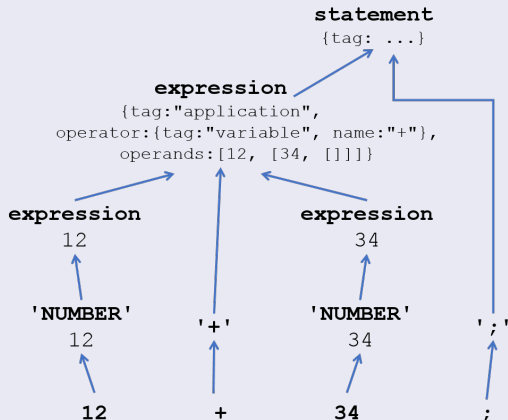 statement
{tag: ...}
expression
{tag:"application",
operator:{tag:"variable", name:"+"},
operands:[12, [34, []]]}
expression expression
12 34
'NUMBER' '+' 'NUMBER' ';'
12 34
12 + 34 ;